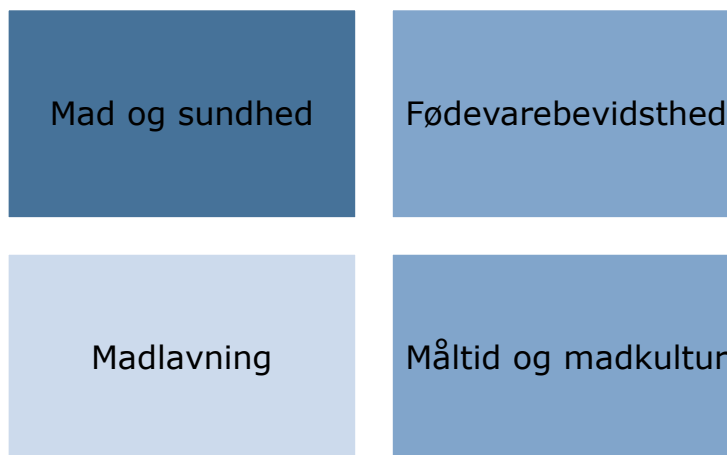 Mad og sundhed
Fødevarebevidsthed
Madlavning
Måltid og madkultur